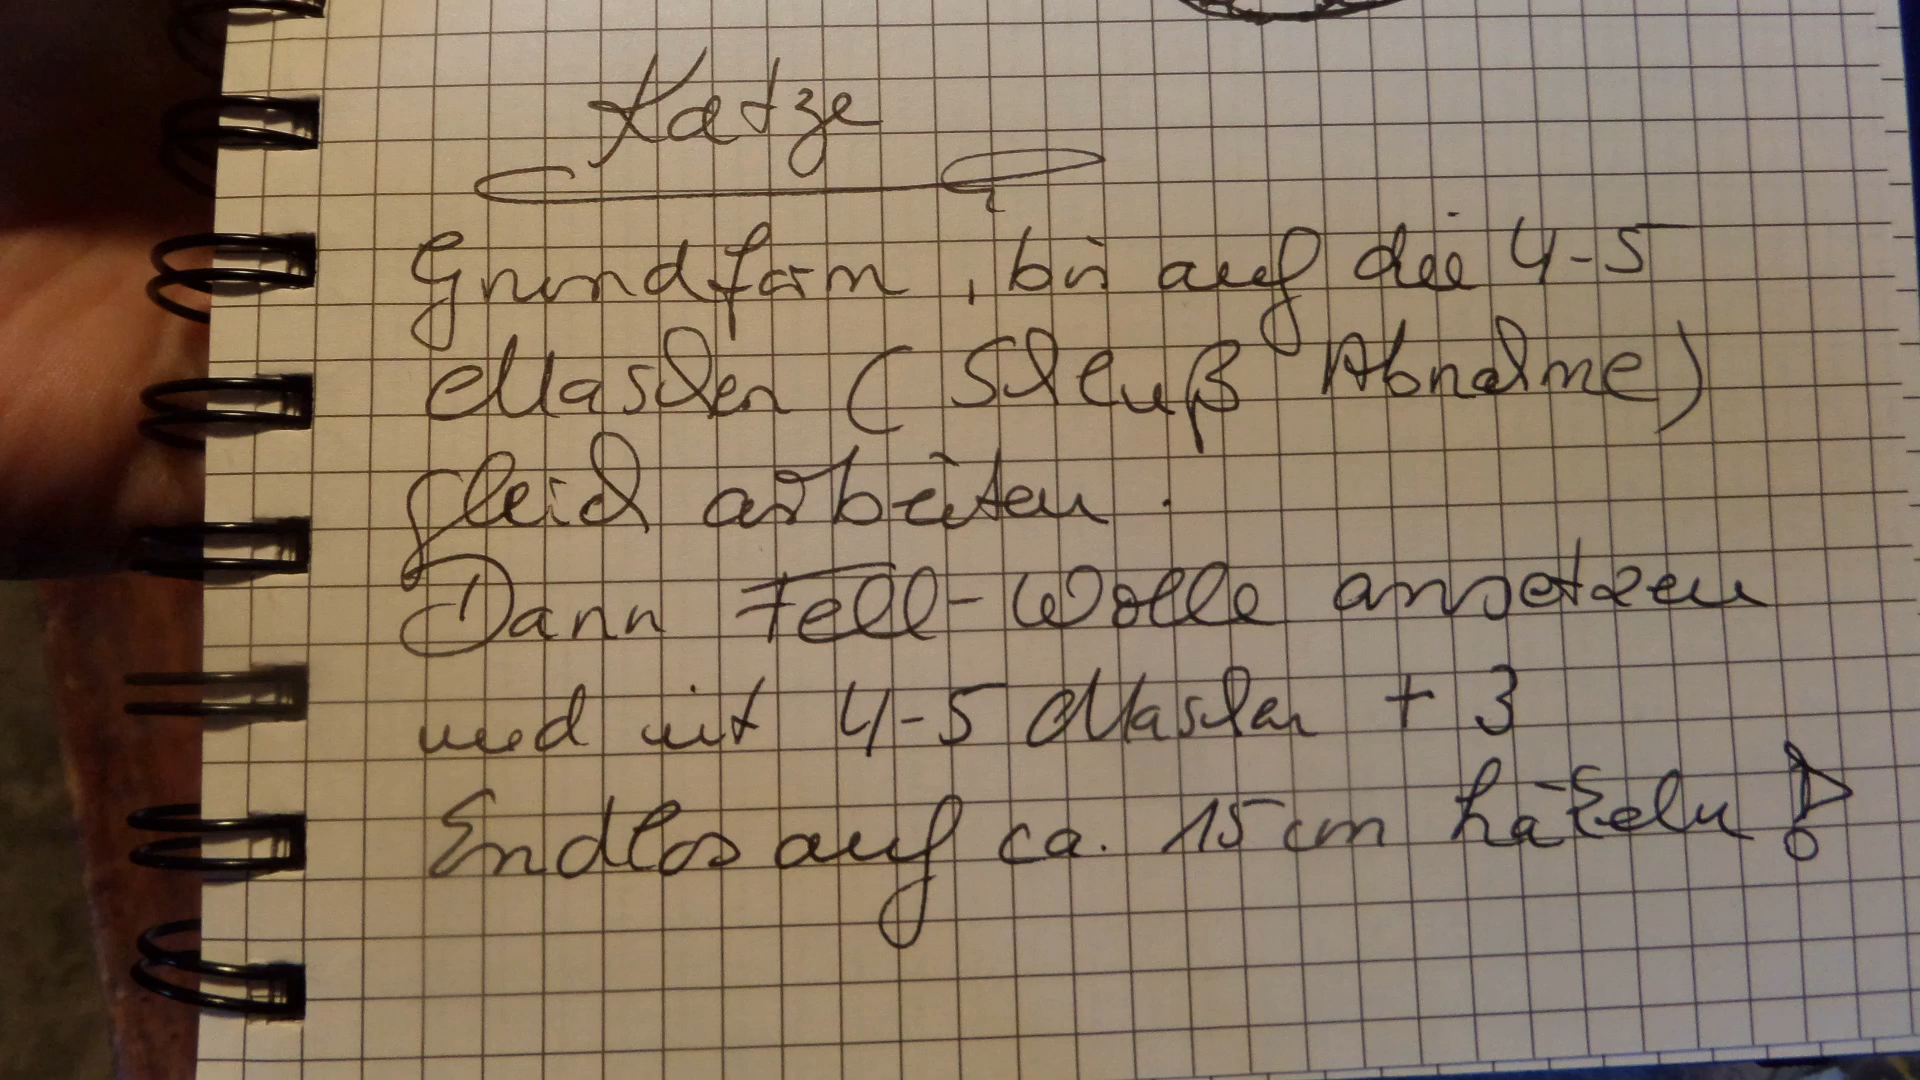 Katze
Grundform, bis auf die 4-5
Maschen (Schluß Abnahme)
gleich arbeiten.
Dann Fell-Wolle ansetzen
und mit 4-5 Maschen + 3
Endlos auf ca. 15 cm häkeln!